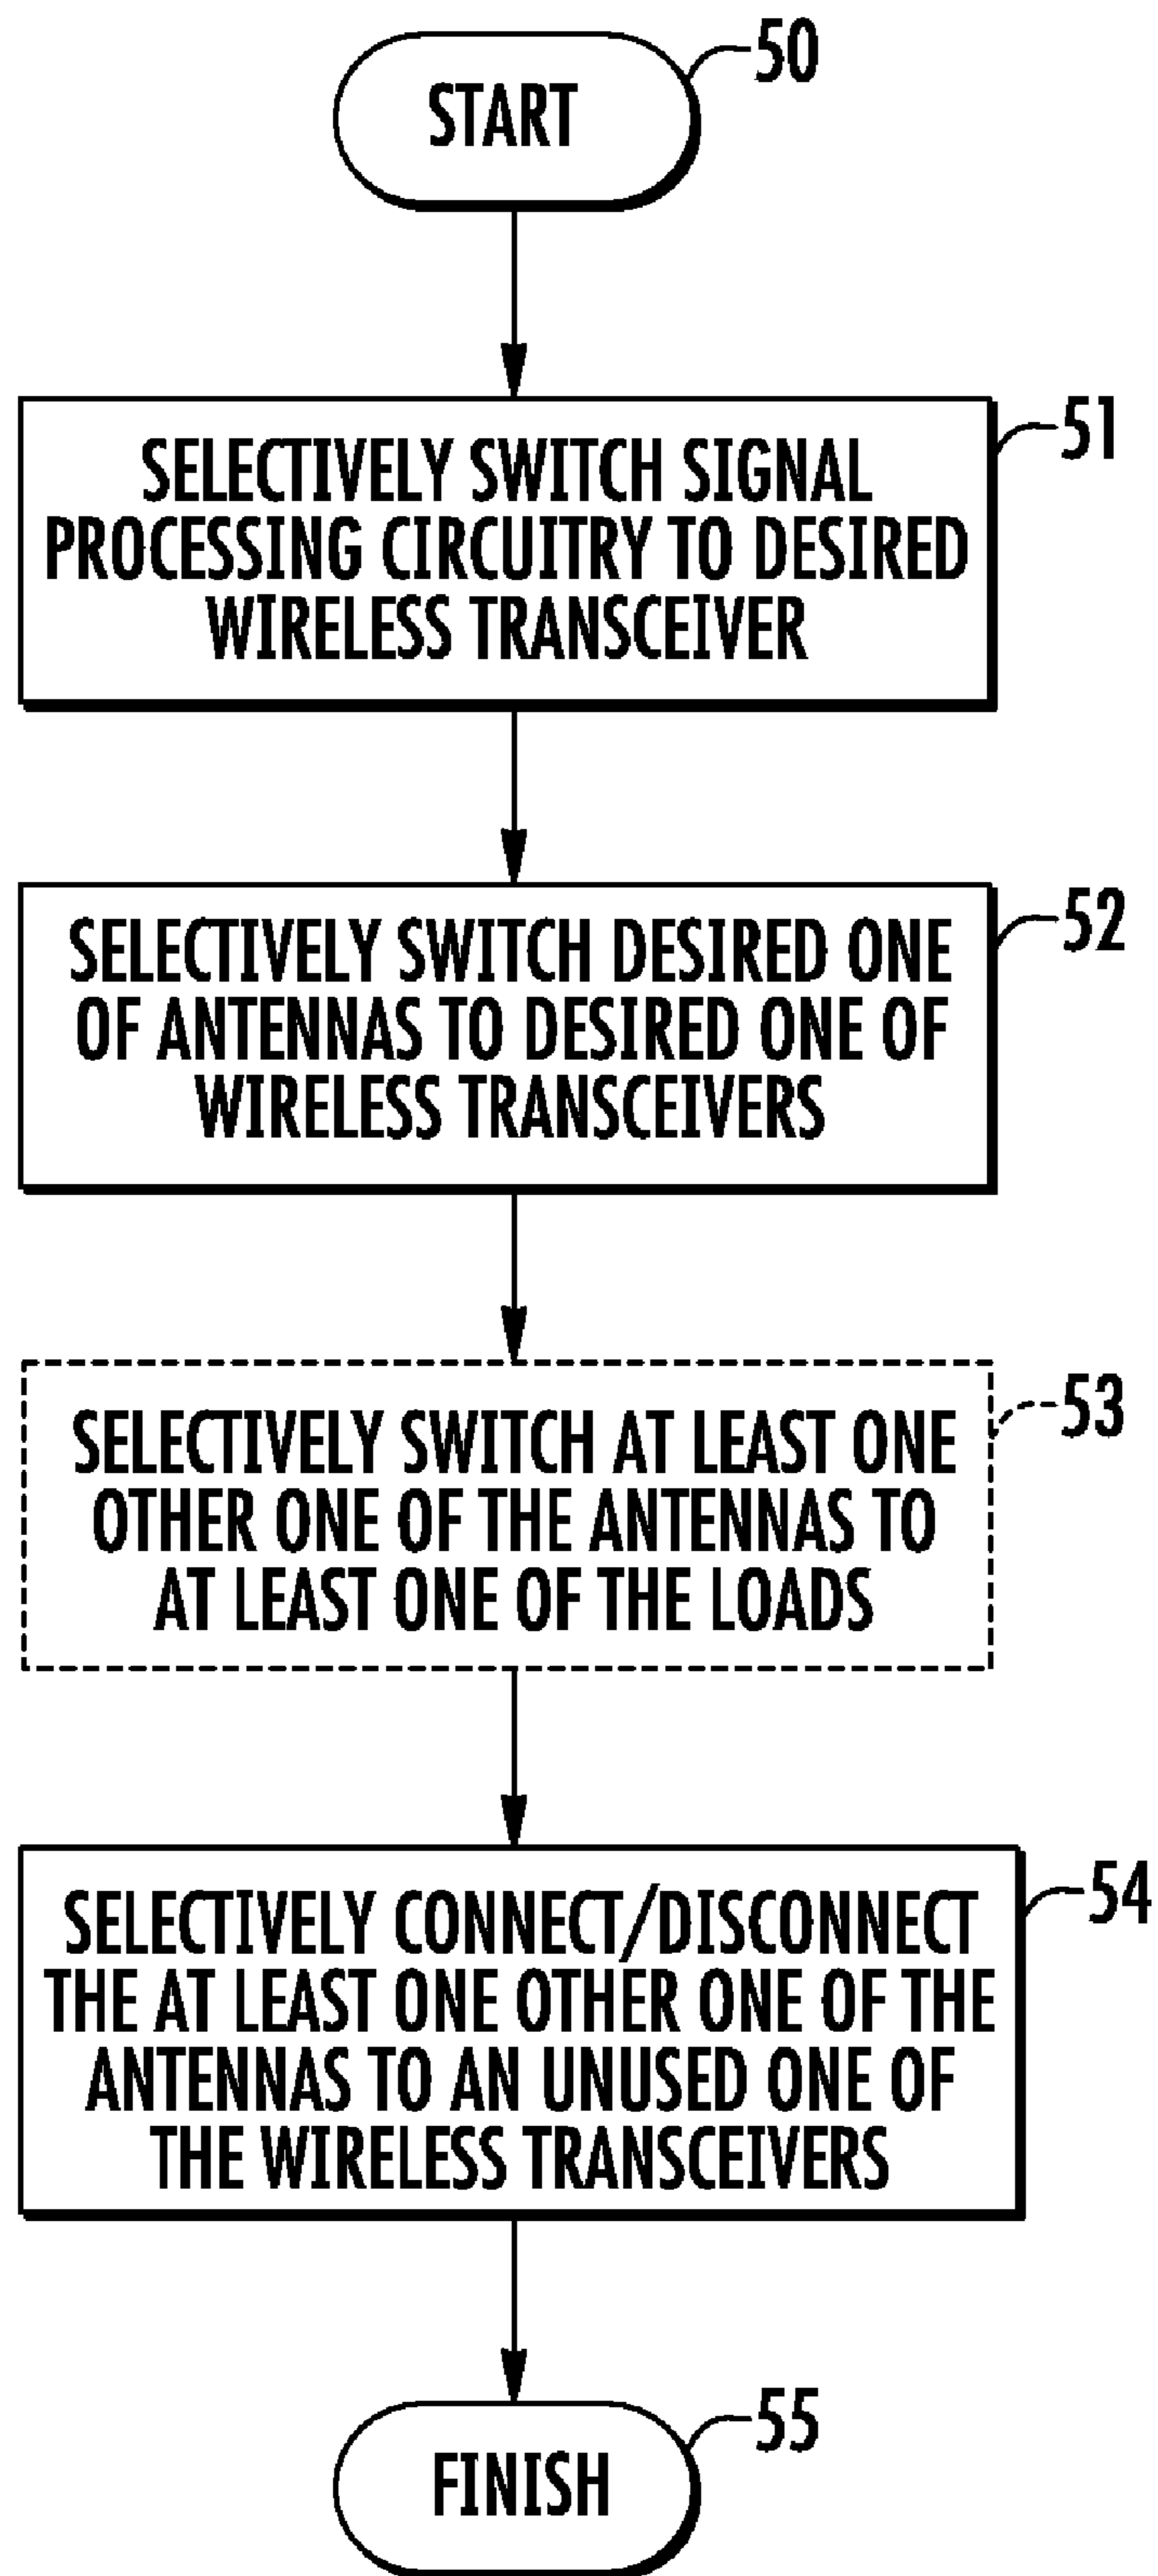 START
50
SELECTIVELY SWITCH SIGNAL
PROCESSING CIRCUITRY TO DESIRED
WIRELESS TRANSCEIVER
51
SELECTIVELY SWITCH DESIRED ONE
OF ANTENNAS TO DESIRED ONE OF
WIRELESS TRANSCEIVERS
52
SELECTIVELY SWITCH AT LEAST ONE
OTHER ONE OF THE ANTENNAS TO
AT LEAST ONE OF THE LOADS
53
SELECTIVELY CONNECT/DISCONNECT
THE AT LEAST ONE OTHER ONE OF THE
ANTENNAS TO AN UNUSED ONE OF
THE WIRELESS TRANSCEIVERS
54
FINISH
55